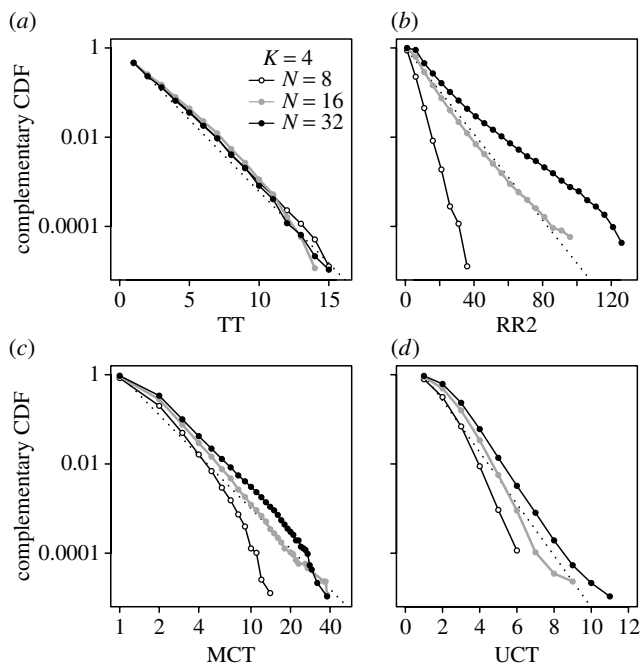 (a)
(b)
1
0.01
0.0001
complementary CDF
K = 4
N = 8
N = 16
N = 32
0 5 10 15
TT
0 40 80 120
RR2
(c)
(d)
1
0.01
0.0001
complementary CDF
1 2 4 10 20 40
MCT
0 2 4 6 8 10 12
UCT